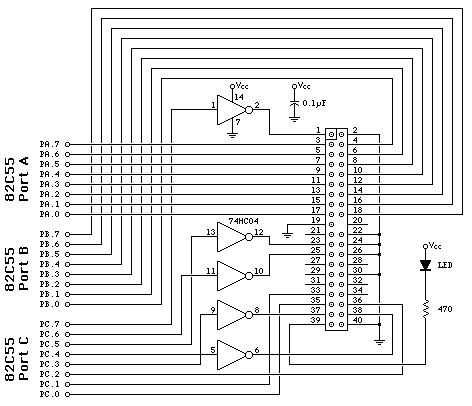 Vcc
14
1
2
7
Vcc
0.1µF
82C55
Port A
PA.7
PA.6
PA.5
PA.4
PA.3
PA.2
PA.1
PA.0
1 2
3 4
5 6
7 8
9 10
11 12
13 14
15 16
17 18
19 20
21 22
23 24
25 26
27 28
29 30
31 32
33 34
35 36
37 38
39 40
82C55
Port B
PB.7
PB.6
PB.5
PB.4
PB.3
PB.2
PB.1
PB.0
74HC04
13 12
11 10
9 8
5 6
Vcc
LED
470
82C55
Port C
PC.7
PC.6
PC.5
PC.3
PC.4
PC.2
PC.1
PC.0